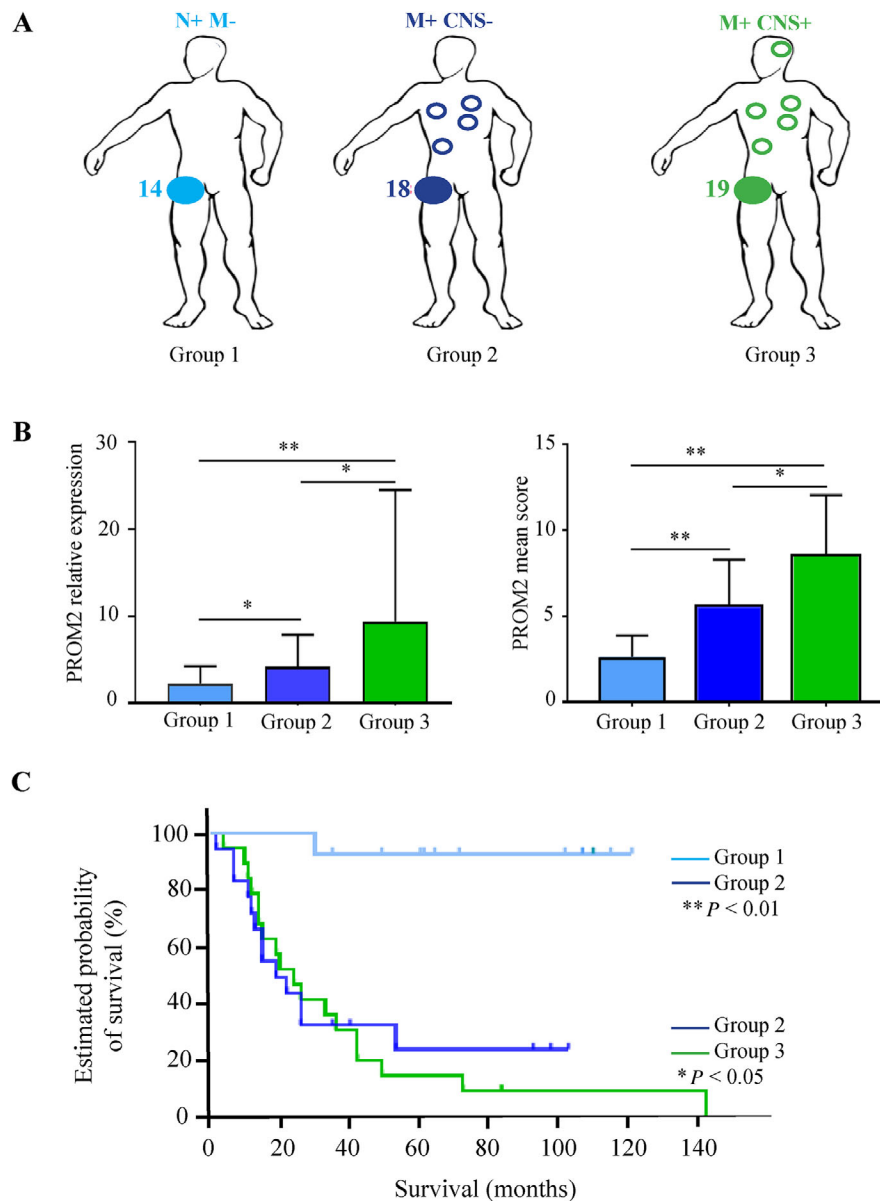 A
N+ M-
M+ CNS-
M+ CNS+
14
18
19
Group 1
Group 2
Group 3
B
PROM2 relative expression
30
20
10
0
**
*
*
Group 1
Group 2
Group 3
PROM2 mean score
15
10
5
0
**
*
**
Group 1
Group 2
Group 3
C
Estimated probability
of survival (%)
100
80
60
40
20
0
0
20
40
60
80
100
120
140
Survival (months)
Group 1
Group 2
** P < 0.01
Group 2
Group 3
* P < 0.05